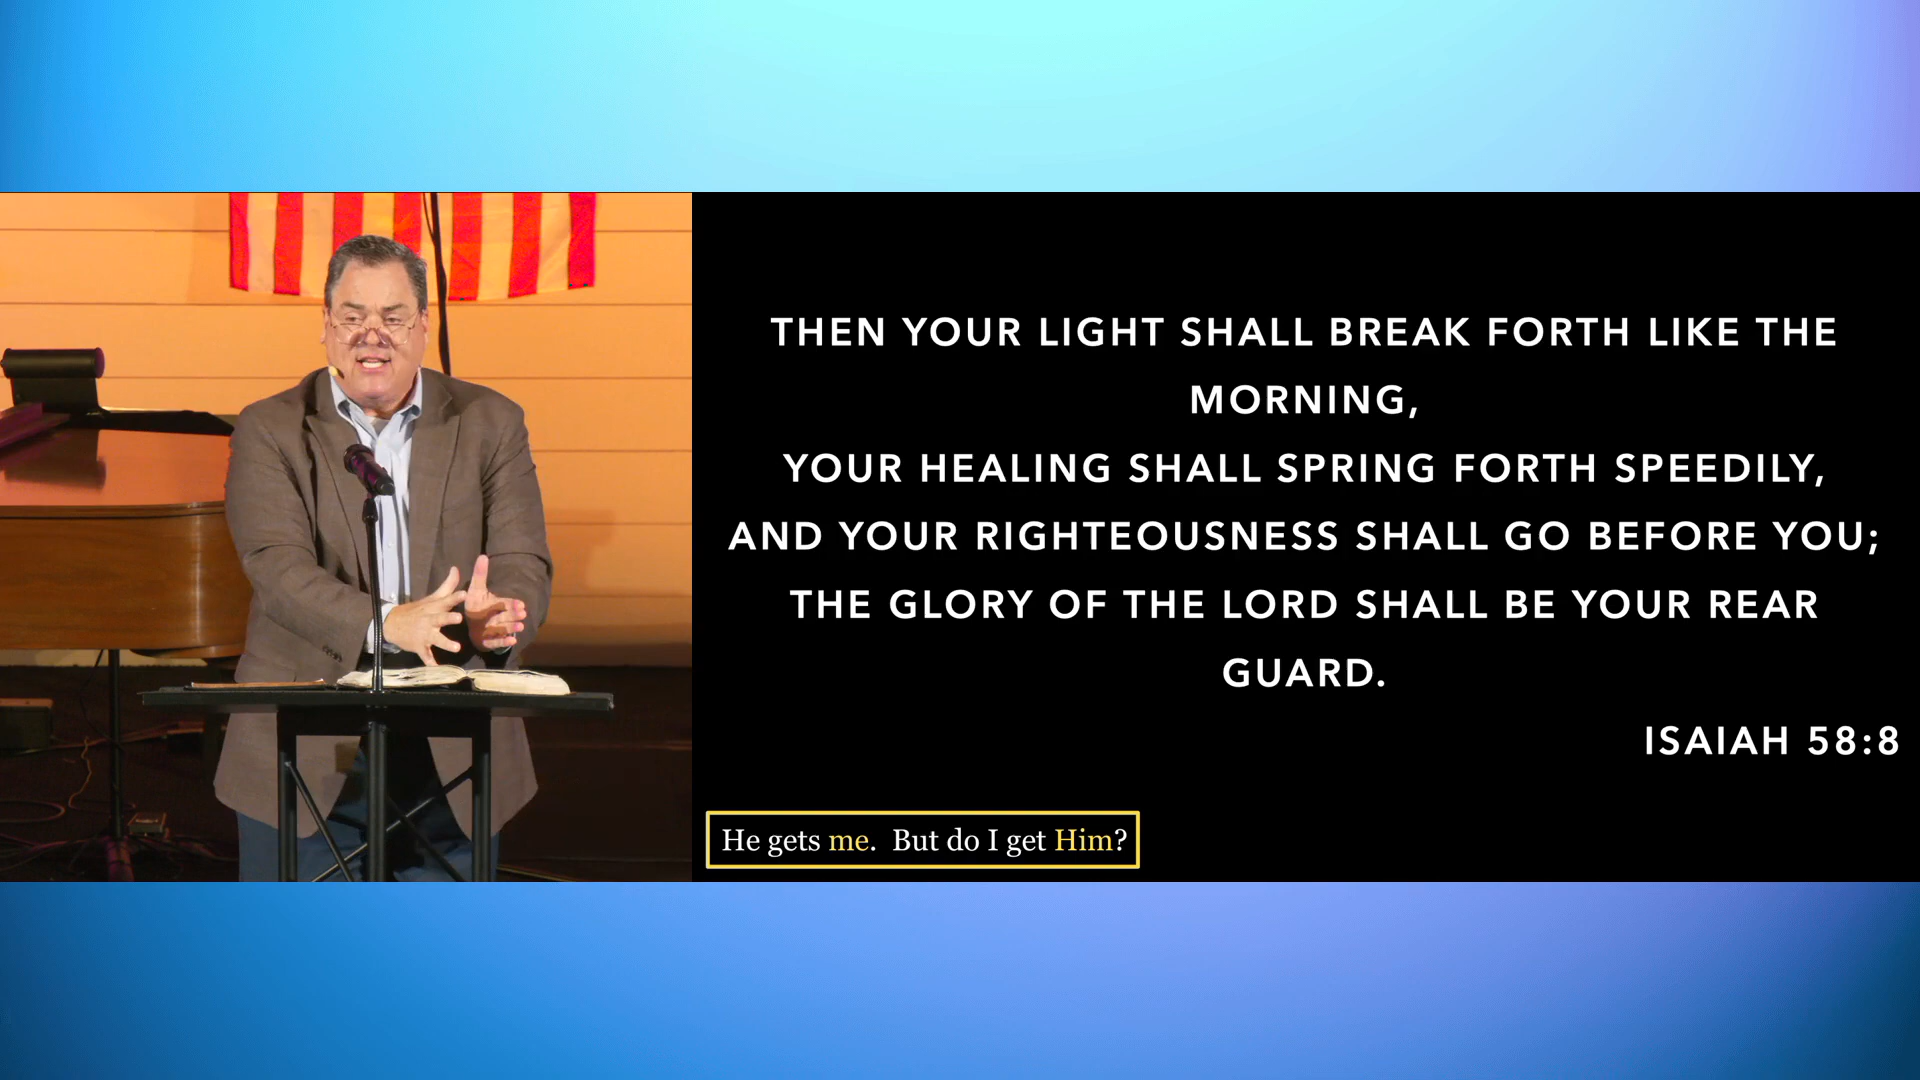 THEN YOUR LIGHT SHALL BREAK FORTH LIKE THE
MORNING,
YOUR HEALING SHALL SPRING FORTH SPEEDILY,
AND YOUR RIGHTEOUSNESS SHALL GO BEFORE YOU;
THE GLORY OF THE LORD SHALL BE YOUR REAR
GUARD.
ISAIAH 58:8
He gets me. But do I get Him?